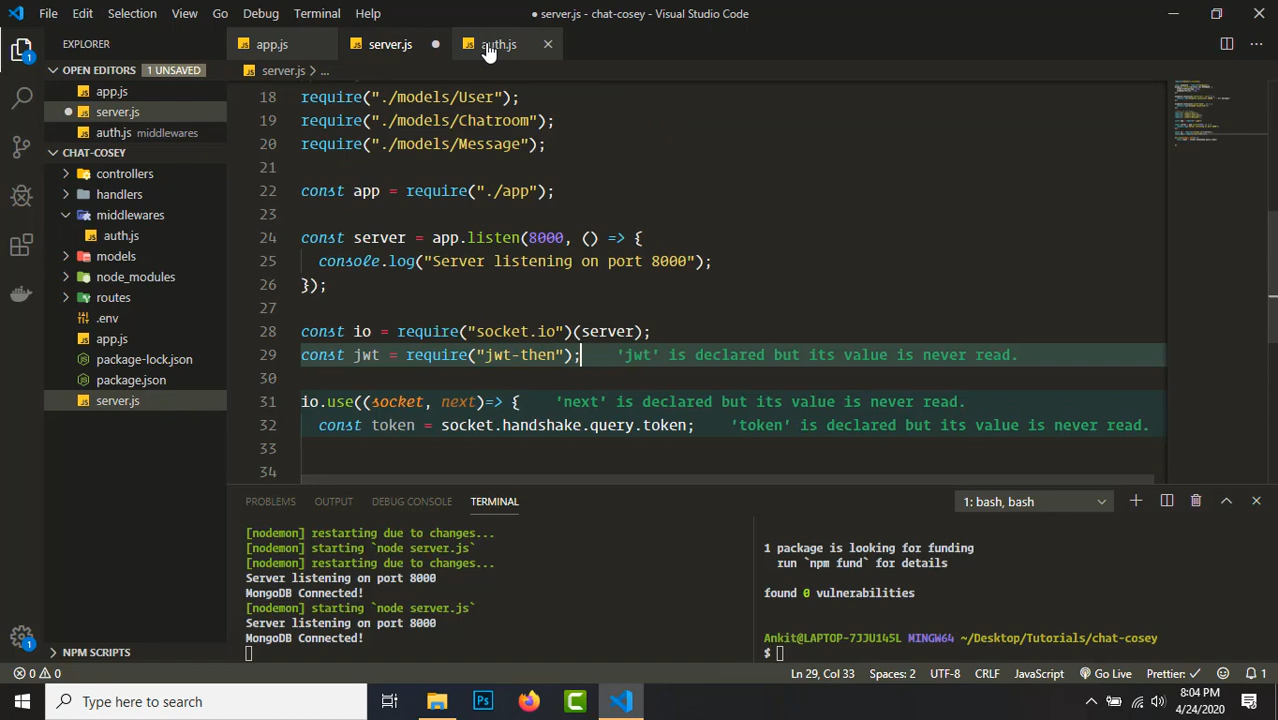 File Edit Selection View Go Debug Terminal Help
● server.js - chat-cosey - Visual Studio Code
EXPLORER
app.js
server.js
auth.js
OPEN EDITORS 1 UNSAVED
server.js > ...
app.js
server.js
auth.js middlewares
CHAT-COSEY
controllers
handlers
middlewares
auth.js
models
node_modules
routes
.env
app.js
package-lock.json
package.json
server.js
NPM SCRIPTS
18 require("./models/User");
19 require("./models/Chatroom");
20 require("./models/Message");
21
22 const app = require("./app");
23
24 const server = app.listen(8000, () => {
25 console.log("Server listening on port 8000");
26 });
27
28 const io = require("socket.io")(server);
29 const jwt = require("jwt-then"); 'jwt' is declared but its value is never read.
30
31 io.use((socket, next)=> { 'next' is declared but its value is never read.
32 const token = socket.handshake.query.token; 'token' is declared but its value is never read.
33
34
PROBLEMS OUTPUT DEBUG CONSOLE TERMINAL
1: bash, bash
[nodemon] restarting due to changes...
[nodemon] starting `node server.js`
[nodemon] restarting due to changes...
Server listening on port 8000
MongoDB Connected!
[nodemon] starting `node server.js`
Server listening on port 8000
MongoDB Connected!
1 package is looking for funding
run `npm fund` for details
found 0 vulnerabilities
Ankit@LAPTOP-7JJU145L MINGW64 ~/Desktop/Tutorials/chat-cosey
$
0 0
Ln 29, Col 33 Spaces: 2 UTF-8 CRLF JavaScript Go Live Prettier: ✓ 1
Type here to search
8:04 PM
4/24/2020